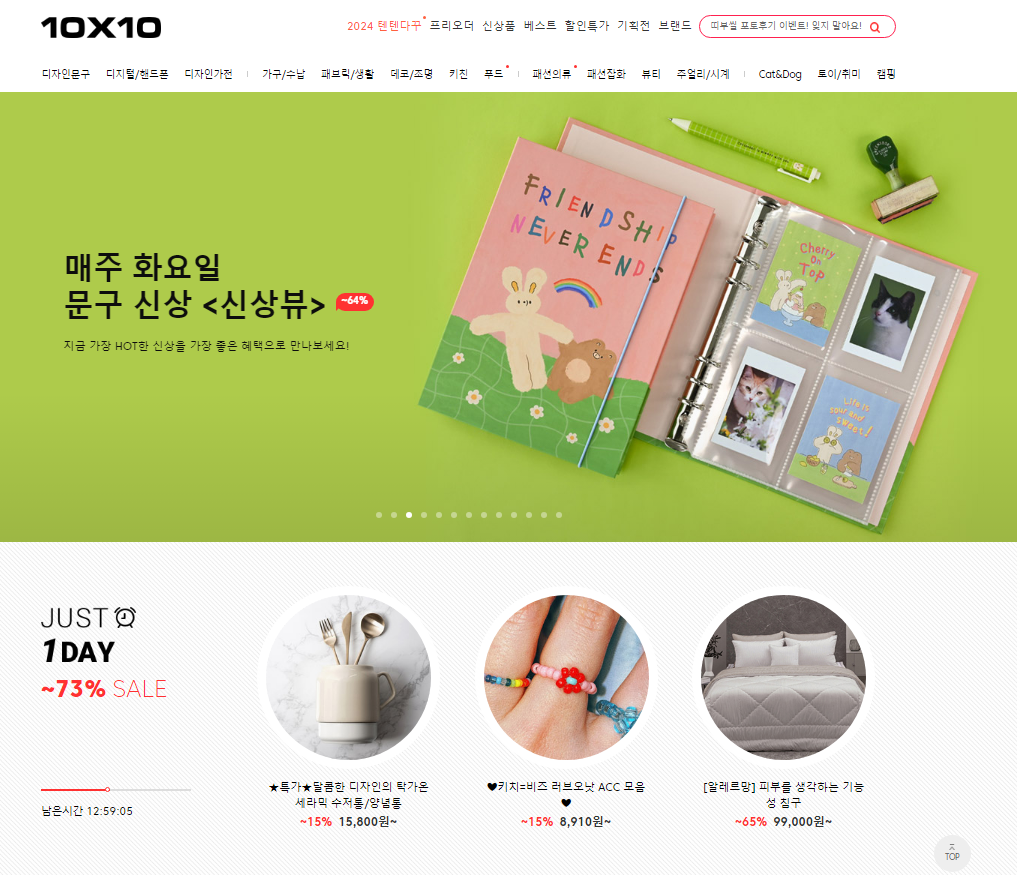 10X10
2024 텐텐다꾸 프리오더 신상품 베스트 할인특가 기획전 브랜드
띠부씰 포토후기 이벤트! 잊지 말아요!
디자인문구 디지털/핸드폰 디자인가전 가구/수납 패브릭/생활 데코/조명 키친 푸드 패션의류 패션잡화 뷰티 주얼리/시계 Cat&Dog 토이/취미 캠핑
FRIENDSHIP
NEVER ENDS
Cherry
On
Top
Life is
sour and
sweet!
매주 화요일
문구 신상 <신상뷰> ~64%
지금 가장 HOT한 신상을 가장 좋은 혜택으로 만나보세요!
JUST
1DAY
~73% SALE
남은시간 12:59:05
★특가★달콤한 디자인의 탁가온
세라믹 수저통/양념통
~15% 15,800원~
♥키치=비즈 러브오낫 ACC 모음
♥
~15% 8,910원~
[알레르망] 피부를 생각하는 기능
성 침구
~65% 99,000원~
TOP